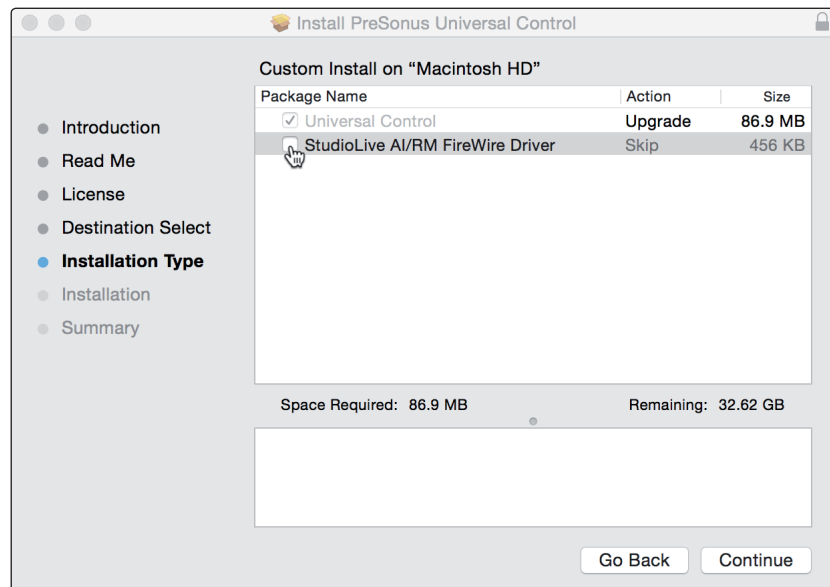 Install PreSonus Universal Control
Custom Install on “Macintosh HD”
Package Name Action Size
Universal Control Upgrade 86.9 MB
StudioLive AI/RM FireWire Driver Skip 456 KB
Introduction
Read Me
License
Destination Select
Installation Type
Installation
Summary
Space Required: 86.9 MB Remaining: 32.62 GB
Go Back Continue